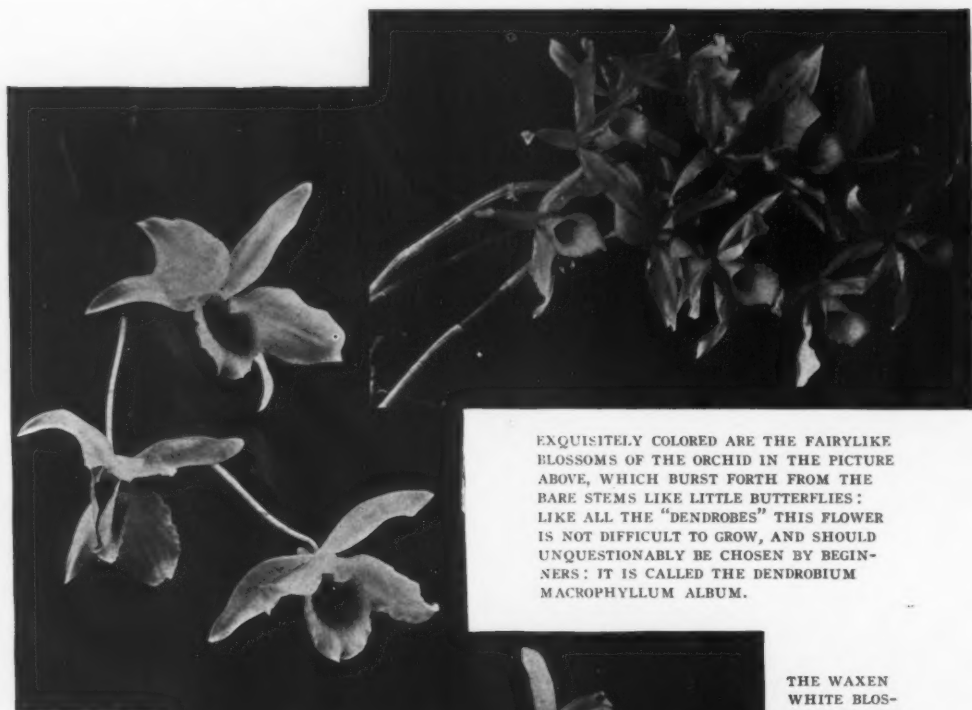 EXQUISITELY COLORED ARE THE FAIRYLIKE
BLOSSOMS OF THE ORCHID IN THE PICTURE
ABOVE, WHICH BURST FORTH FROM THE
BARE STEMS LIKE LITTLE BUTTERFLIES:
LIKE ALL THE "DENDROBES" THIS FLOWER
IS NOT DIFFICULT TO GROW, AND SHOULD
UNQUESTIONABLY BE CHOSEN BY BEGIN-
NERS: IT IS CALLED THE DENDROBIUM
MACROPHYLLUM ALBUM.
THE WAXEN
WHITE BLOS-